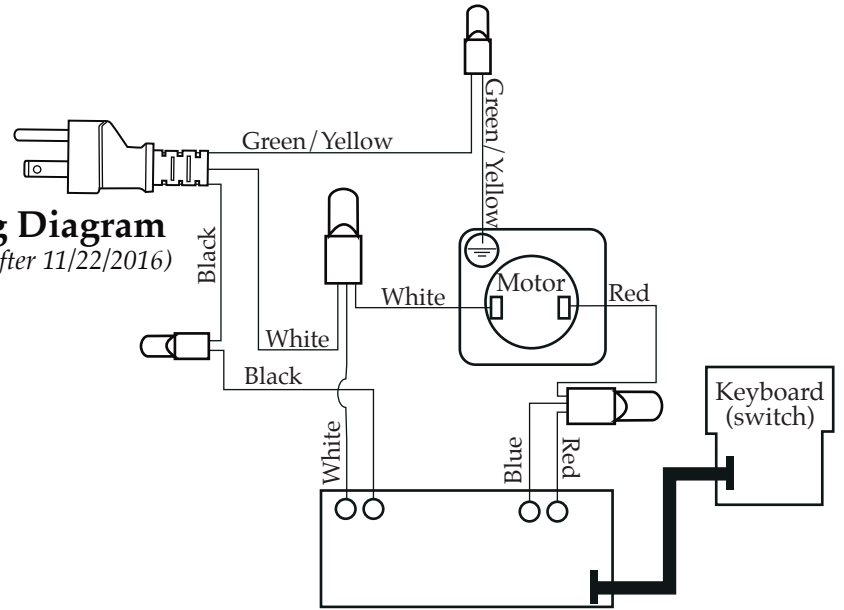 Green/Yellow
Green/Yellow
Diagram
11/22/2016)
Black
White
Motor
Red
White
Black
Keyboard
(switch)
White
Blue
Red